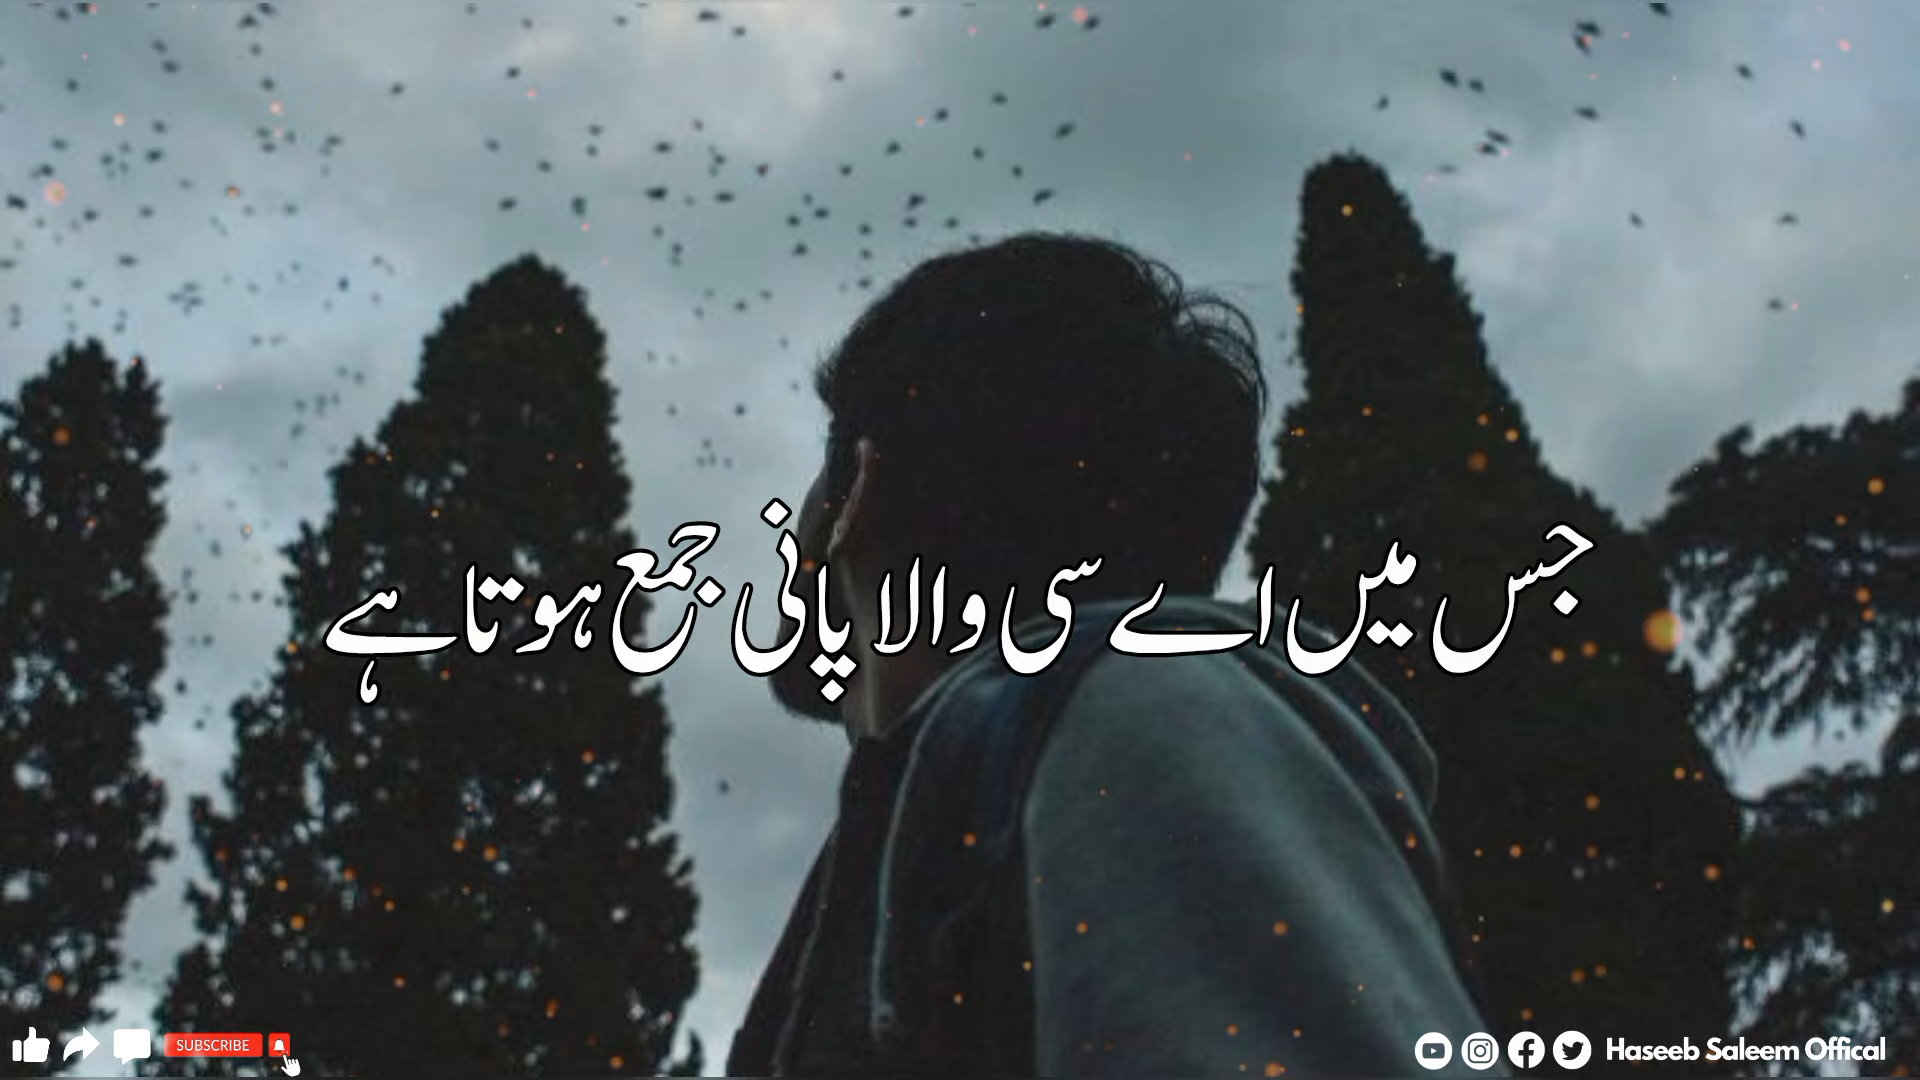 جس میں اے سی والا پانی جمع ہوتا ہے
SUBSCRIBE
Haseeb Saleem Offical